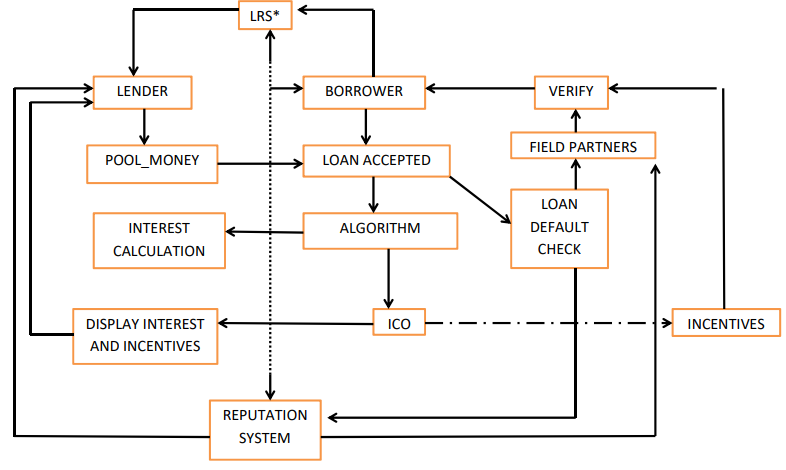 LRS*
LENDER
BORROWER
VERIFY
POOL_MONEY
LOAN ACCEPTED
FIELD PARTNERS
INTEREST
CALCULATION
ALGORITHM
LOAN
DEFAULT
CHECK
DISPLAY INTEREST
AND INCENTIVES
ICO
INCENTIVES
REPUTATION
SYSTEM